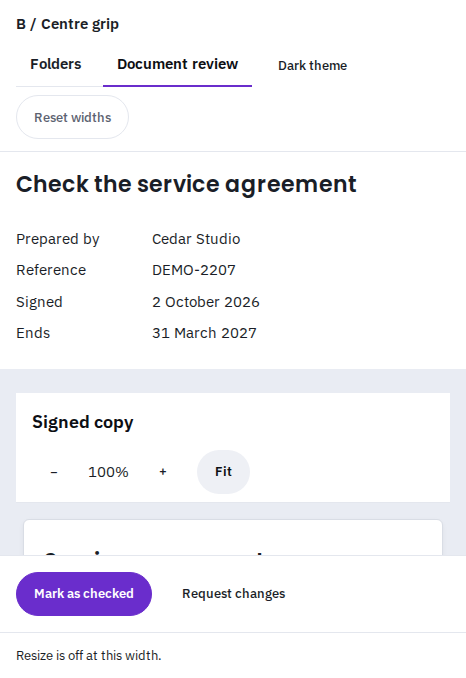 B / Centre grip
Folders Document review Dark theme
Reset widths
Check the service agreement
Prepared by Cedar Studio
Reference DEMO-2207
Signed 2 October 2026
Ends 31 March 2027
Signed copy
– 100% + Fit
Mark as checked Request changes
Resize is off at this width.